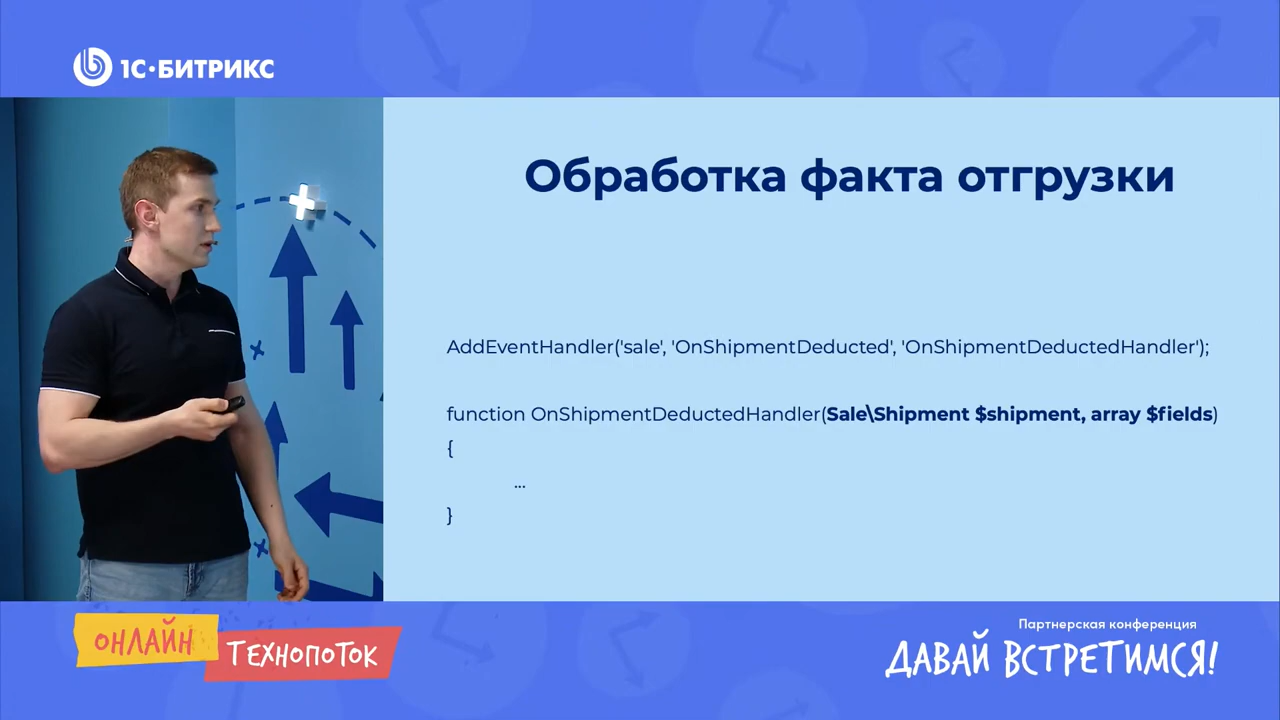 1С·БИТРИКС
Обработка факта отгрузки
AddEventHandler('sale', 'OnShipmentDeducted', 'OnShipmentDeductedHandler');
function OnShipmentDeductedHandler(Sale\Shipment $shipment, array $fields)
{
...
}
ОНЛАЙН
ТЕХНОПОТОК
Партнерская конференция
ДАВАЙ ВСТРЕТИМСЯ!